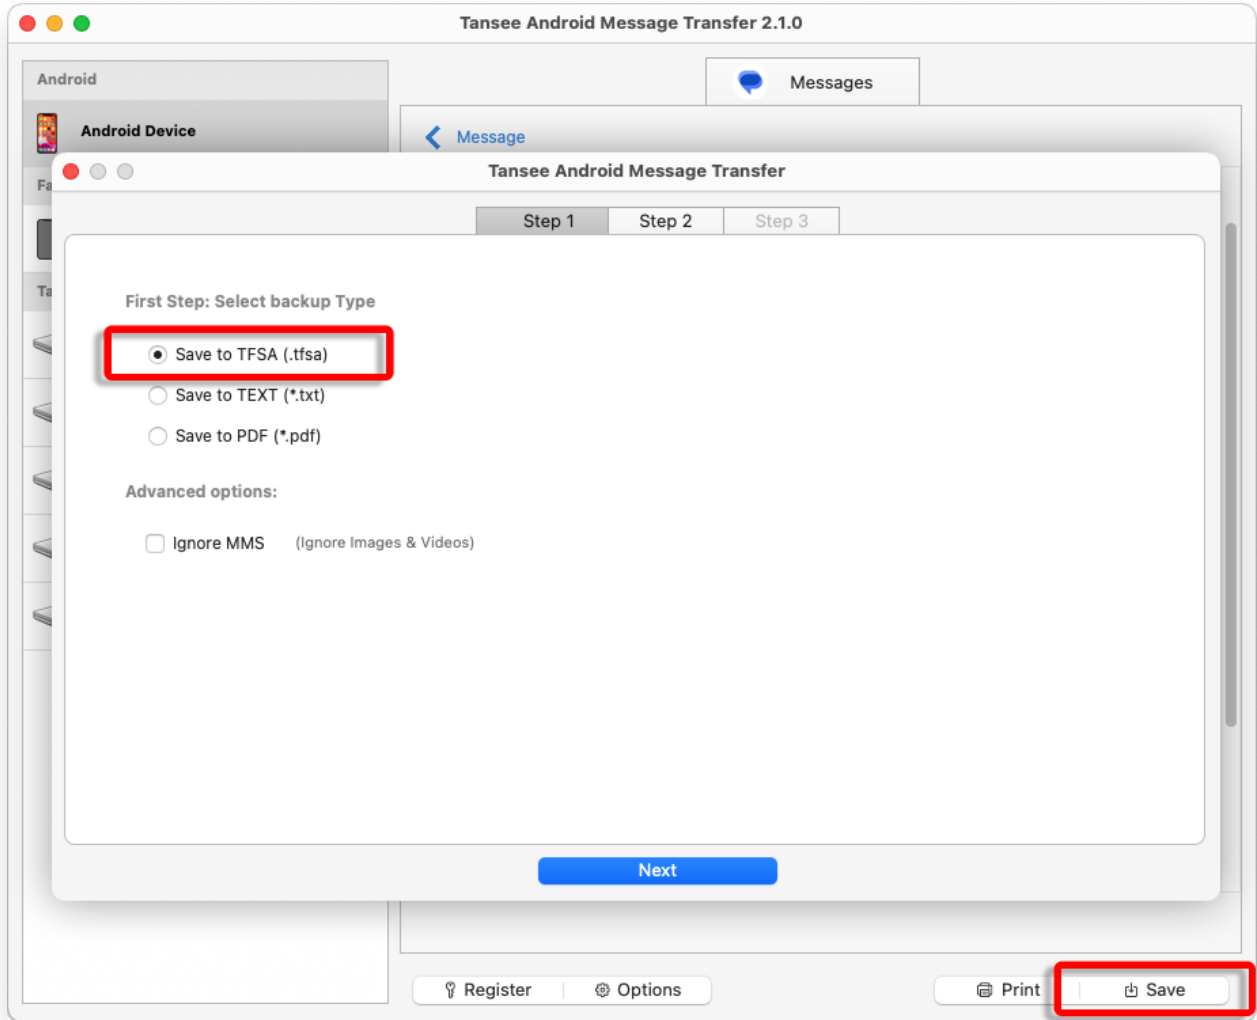 Tansee Android Message Transfer 2.1.0
Android
Messages
Android Device
Message
Tansee Android Message Transfer
Fa
Step 1 Step 2 Step 3
Ta
First Step: Select backup Type
Save to TFSA (.tfsa)
Save to TEXT (*.txt)
Save to PDF (*.pdf)
Advanced options:
Ignore MMS (Ignore Images & Videos)
Next
Register Options Print Save